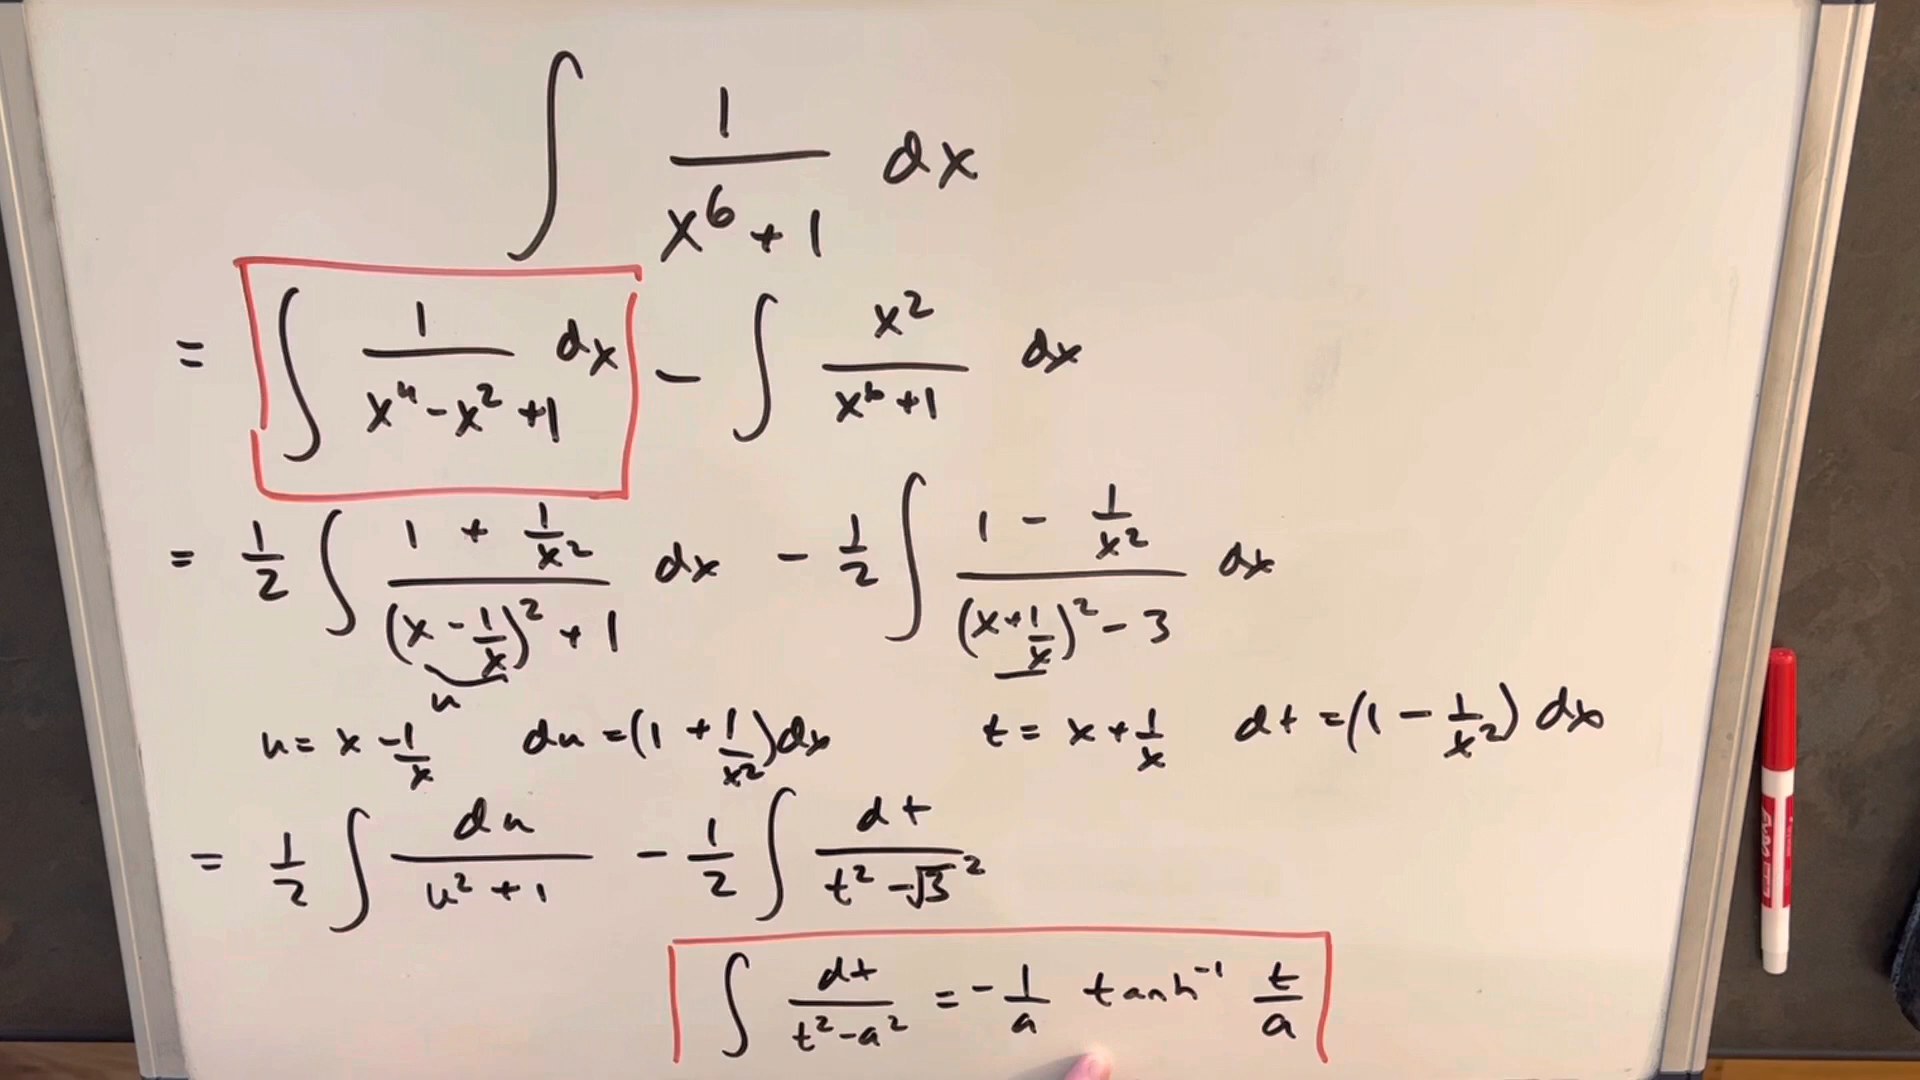 ∫ 1/(x⁶ + 1) dx
= ∫ 1/(x⁴ - x² + 1) dx - ∫ x²/(x⁶ + 1) dx
= 1/2 ∫ (1 + 1/x²)/((x - 1/x)² + 1) dx - 1/2 ∫ (1 - 1/x²)/((x + 1/x)² - 3) dx
u
u = x - 1/x du = (1 + 1/x²) dx t = x + 1/x dt = (1 - 1/x²) dx
= 1/2 ∫ du/(u² + 1) - 1/2 ∫ dt/(t² - √3²)
∫ dt/(t² - a²) = - 1/a tanh⁻¹ t/a